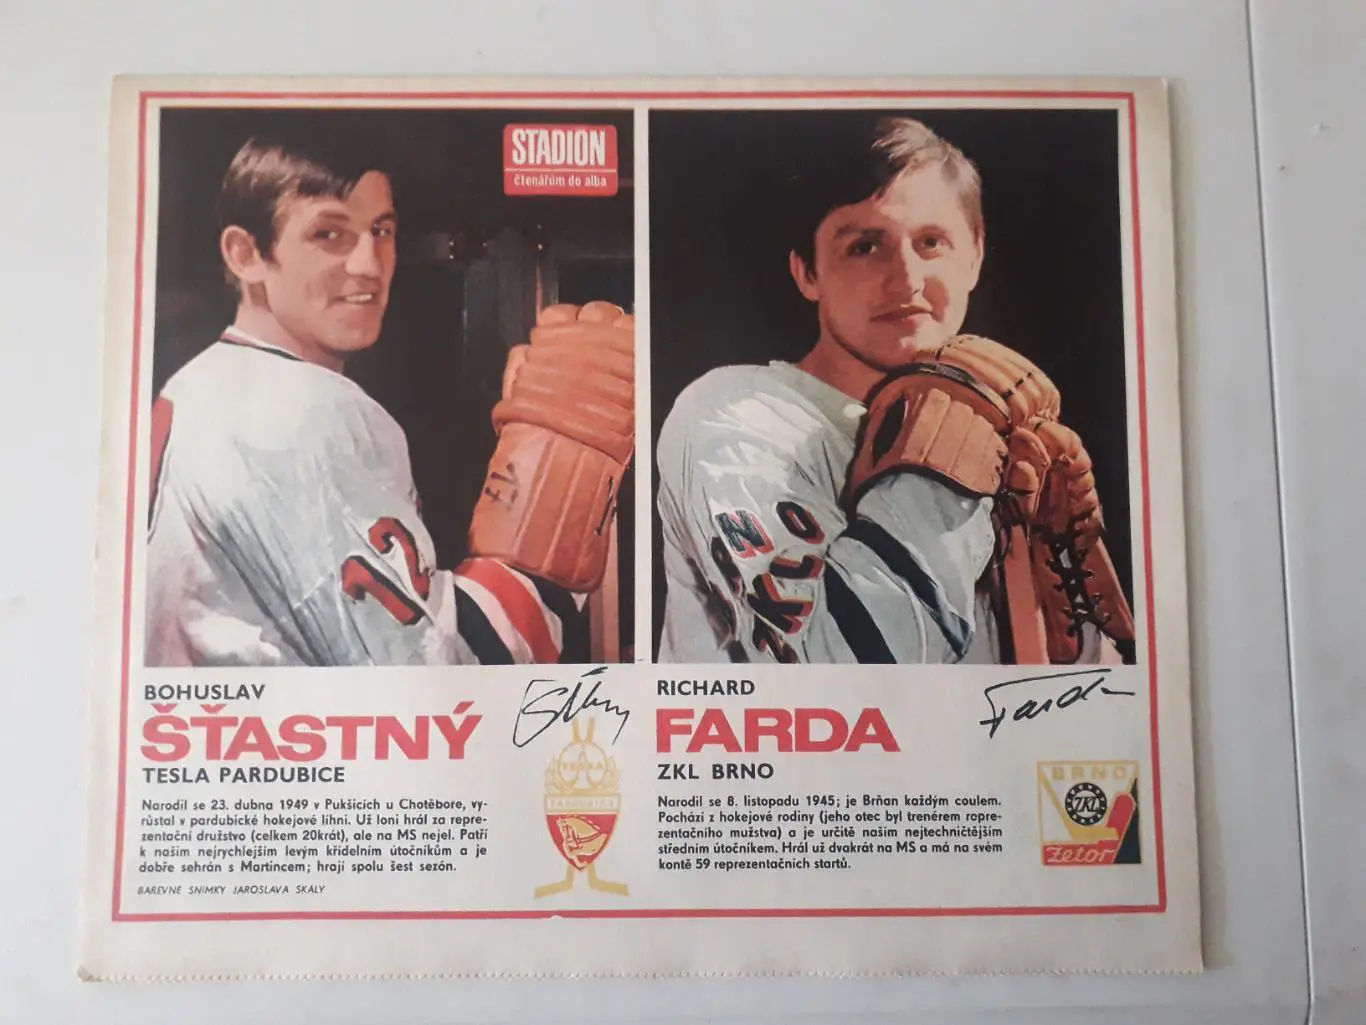 STADION
čtenářům do alba
12
BOHUSLAV
ŠŤASTNÝ
TESLA PARDUBICE
Narodil se 23. dubna 1949 v Pukšicích u Chotěbore, vy-
růstal v pardubické hokejové líhni. Už loni hrál za repre-
zentační družstvo (celkem 20krát), ale na MS nejel. Patří
k našim nejrychlejším levým křídelním útočníkům a je
dobře sehrán s Martincem; hrají spolu šest sezón.
BAREVNÉ SNÍMKY JAROSLAVA SKÁLY
TESLA
PARDUBICE
RICHARD
FARDA
ZKL BRNO
Farda
Narodil se 8. listopadu 1945; je Brňan každým coulem.
Pochází z hokejové rodiny (jeho otec byl trenérem repre-
zentačního mužstva) a je určitě naším nejtechničtějším
středním útočníkem. Hrál už dvakrát na MS a má na svém
kontě 59 reprezentačních startů.
BRNO
ZKL
Zetor